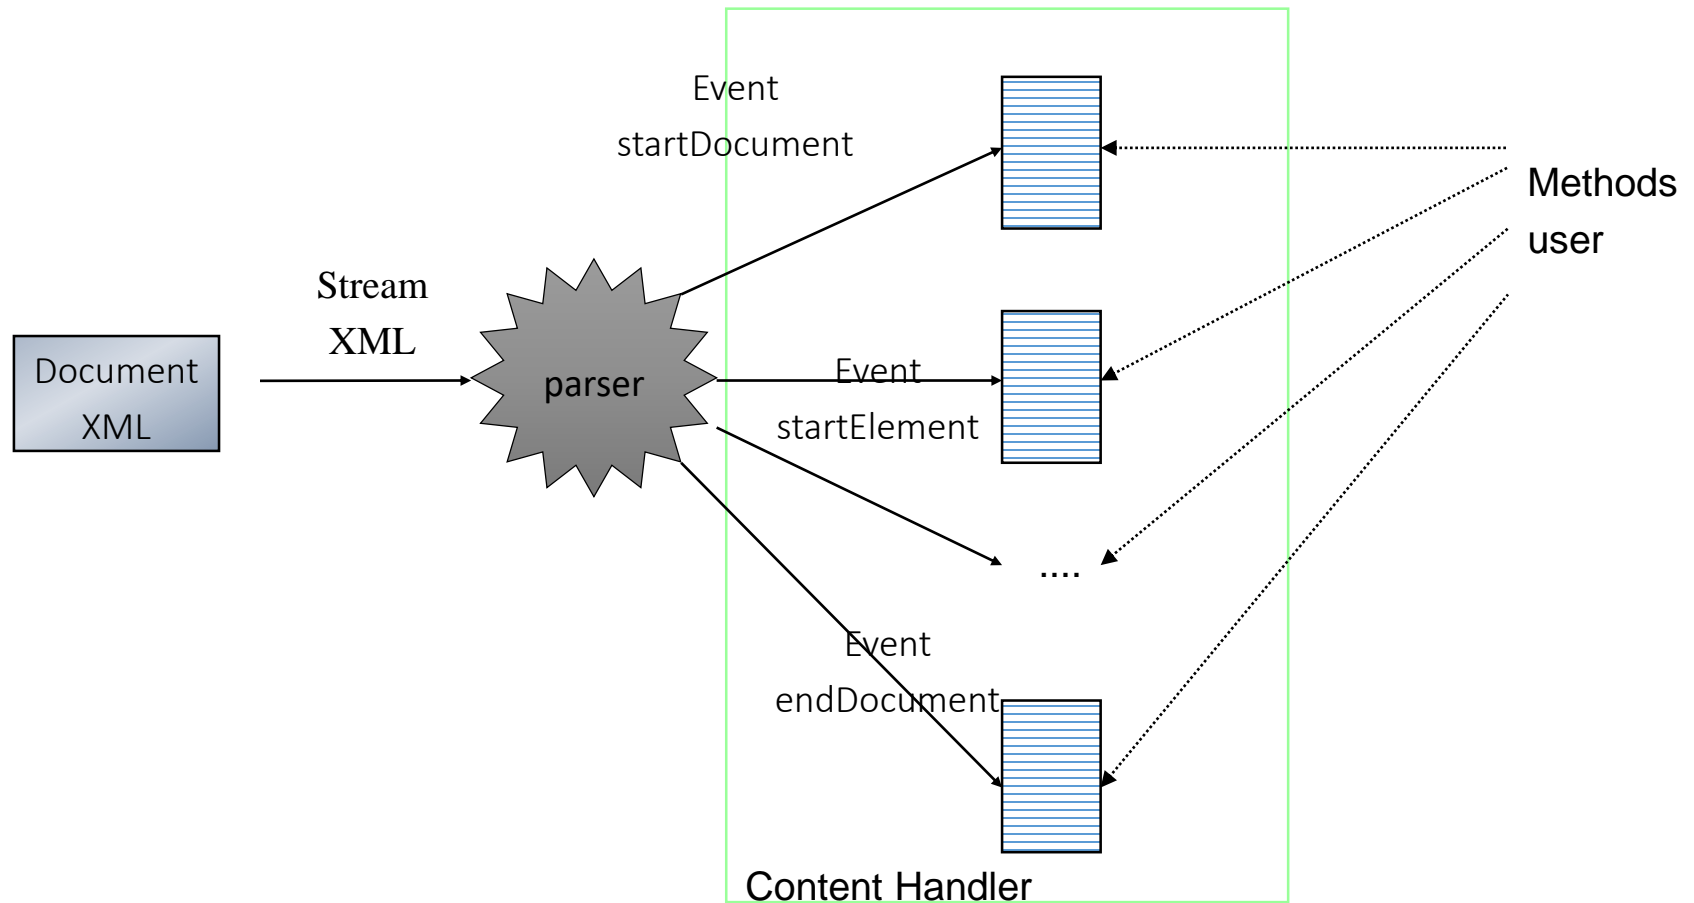 Event
startDocument
Methods
user
Stream
XML
Document
XML
parser
Event
startElement
....
Event
endDocument
Content Handler